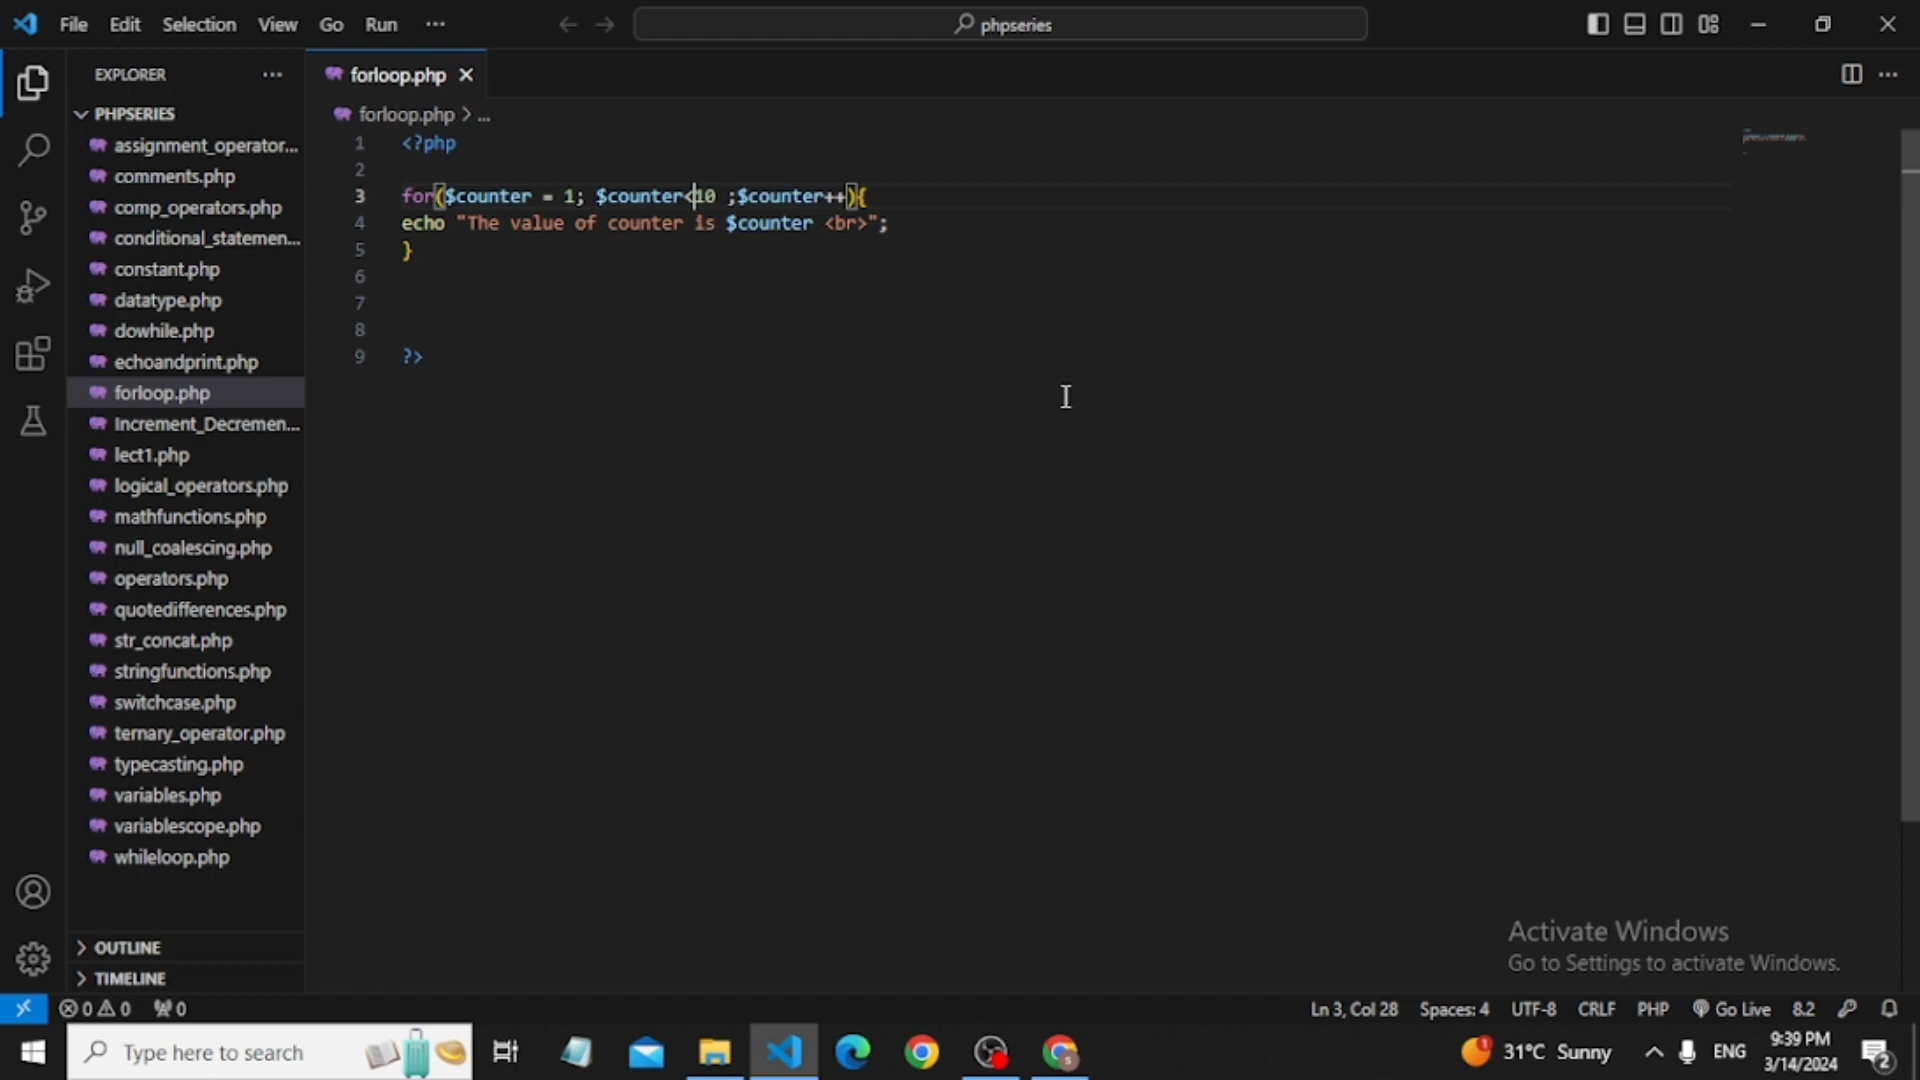 File Edit Selection View Go Run ···
phpseries
EXPLORER ···
forloop.php
PHPSERIES
forloop.php > ...
assignment_operator...
comments.php
comp_operators.php
conditional_statemen...
constant.php
datatype.php
dowhile.php
echoandprint.php
forloop.php
Increment_Decremen...
lect1.php
logical_operators.php
mathfunctions.php
null_coalescing.php
operators.php
quotedifferences.php
str_concat.php
stringfunctions.php
switchcase.php
ternary_operator.php
typecasting.php
variables.php
variablescope.php
whileloop.php
OUTLINE
TIMELINE
1 <?php
2
3 for($counter = 1; $counter<10 ;$counter++){
4 echo "The value of counter is $counter <br>";
5 }
6
7
8
9 ?>
Activate Windows
Go to Settings to activate Windows.
0 0 0
Ln 3, Col 28 Spaces: 4 UTF-8 CRLF PHP Go Live 8.2
Type here to search
1 31°C Sunny ENG 9:39 PM
3/14/2024 2